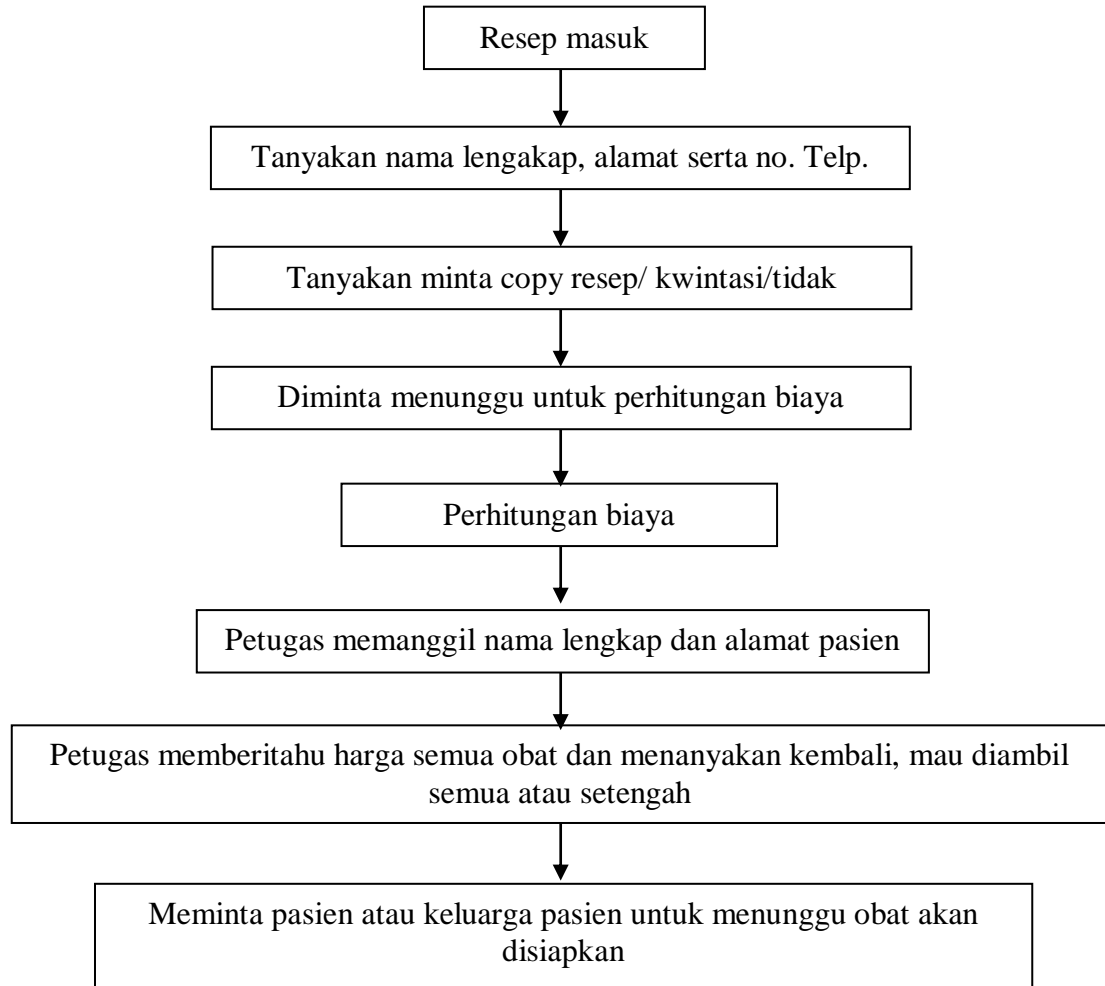 Resep masuk
Tanyakan nama lengakap, alamat serta no. Telp.
Tanyakan minta copy resep/ kwintasi/tidak
Diminta menunggu untuk perhitungan biaya
Perhitungan biaya
Petugas memanggil nama lengkap dan alamat pasien
Petugas memberitahu harga semua obat dan menanyakan kembali, mau diambil
semua atau setengah
Meminta pasien atau keluarga pasien untuk menunggu obat akan
disiapkan